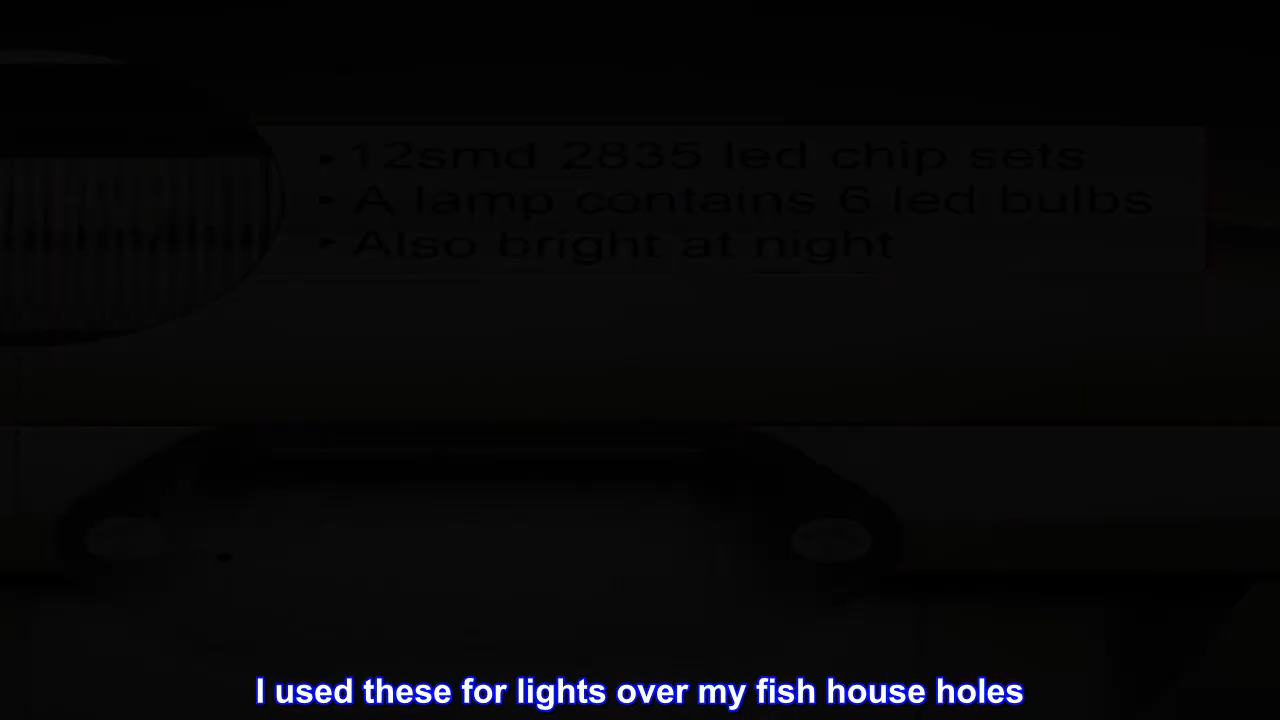 • 12smd 2835 led chip sets
• A lamp contains 6 led bulbs
• Also bright at night
I used these for lights over my fish house holes